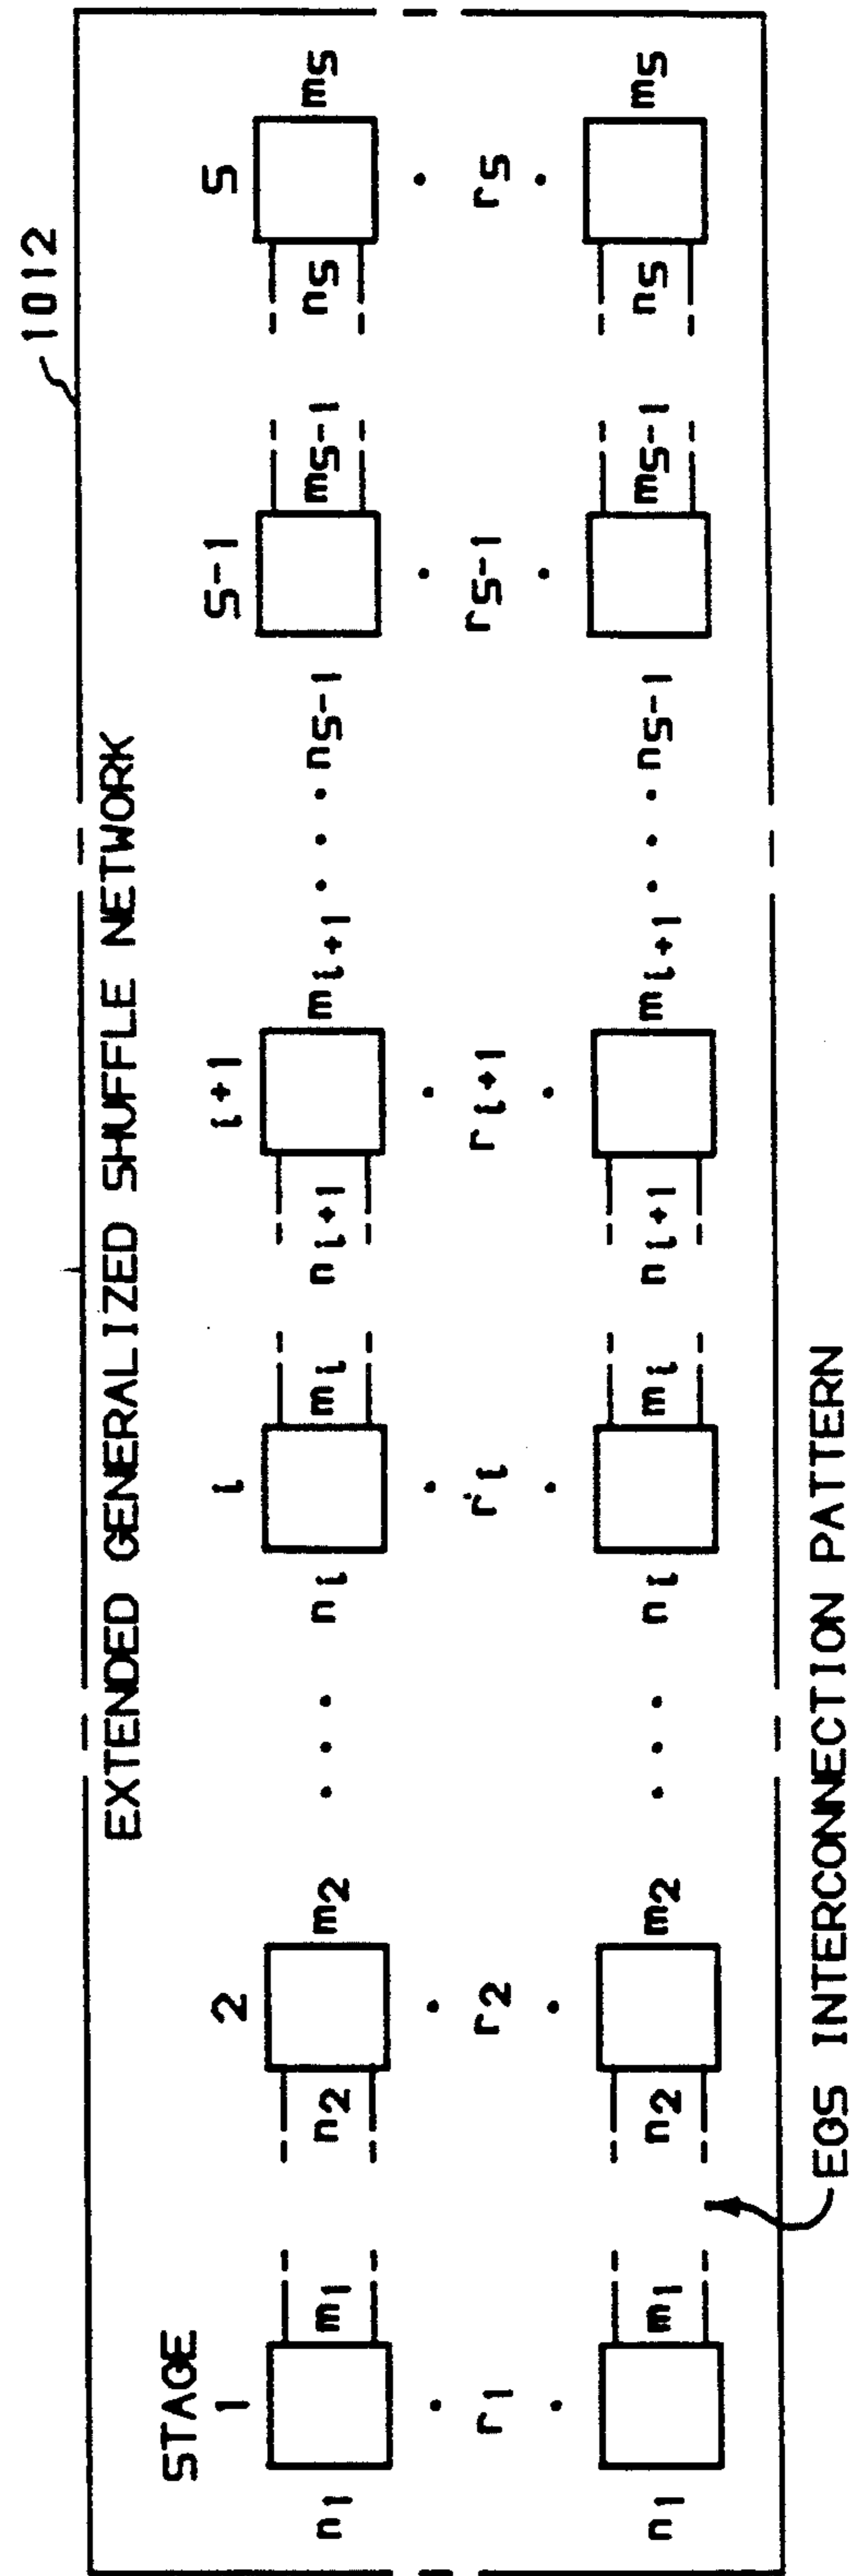 1012
EXTENDED GENERALIZED SHUFFLE NETWORK
STAGE
1 2 i i+1 S-1 S
n1 m1 n2 m2 . . . ni mi ni+1 mi+1 . . . nS-1 mS-1 nS mS
r1 r2 ri ri+1 rS-1 rS
n1 m1 n2 m2 . . . ni mi ni+1 mi+1 . . . nS-1 mS-1 nS mS
EGS INTERCONNECTION PATTERN